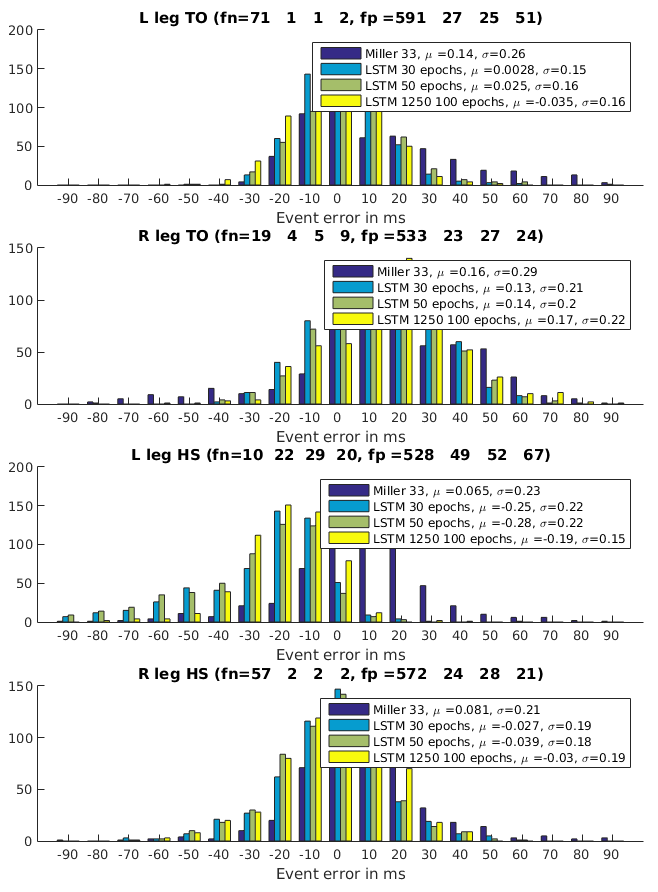 L leg TO (fn=71 1 1 2, fp =591 27 25 51)
200
150
100
50
0
Miller 33, μ =0.14, σ=0.26
LSTM 30 epochs, μ =0.0028, σ=0.15
LSTM 50 epochs, μ =0.025, σ=0.16
LSTM 1250 100 epochs, μ =-0.035, σ=0.16
-90 -80 -70 -60 -50 -40 -30 -20 -10 0 10 20 30 40 50 60 70 80 90
Event error in ms
R leg TO (fn=19 4 5 9, fp =533 23 27 24)
150
100
50
0
Miller 33, μ =0.16, σ=0.29
LSTM 30 epochs, μ =0.13, σ=0.21
LSTM 50 epochs, μ =0.14, σ=0.2
LSTM 1250 100 epochs, μ =0.17, σ=0.22
-90 -80 -70 -60 -50 -40 -30 -20 -10 0 10 20 30 40 50 60 70 80 90
Event error in ms
L leg HS (fn=10 22 29 20, fp =528 49 52 67)
200
150
100
50
0
Miller 33, μ =0.065, σ=0.23
LSTM 30 epochs, μ =-0.25, σ=0.22
LSTM 50 epochs, μ =-0.28, σ=0.22
LSTM 1250 100 epochs, μ =-0.19, σ=0.15
-90 -80 -70 -60 -50 -40 -30 -20 -10 0 10 20 30 40 50 60 70 80 90
Event error in ms
R leg HS (fn=57 2 2 2, fp =572 24 28 21)
150
100
50
0
Miller 33, μ =0.081, σ=0.21
LSTM 30 epochs, μ =-0.027, σ=0.19
LSTM 50 epochs, μ =-0.039, σ=0.18
LSTM 1250 100 epochs, μ =-0.03, σ=0.19
-90 -80 -70 -60 -50 -40 -30 -20 -10 0 10 20 30 40 50 60 70 80 90
Event error in ms